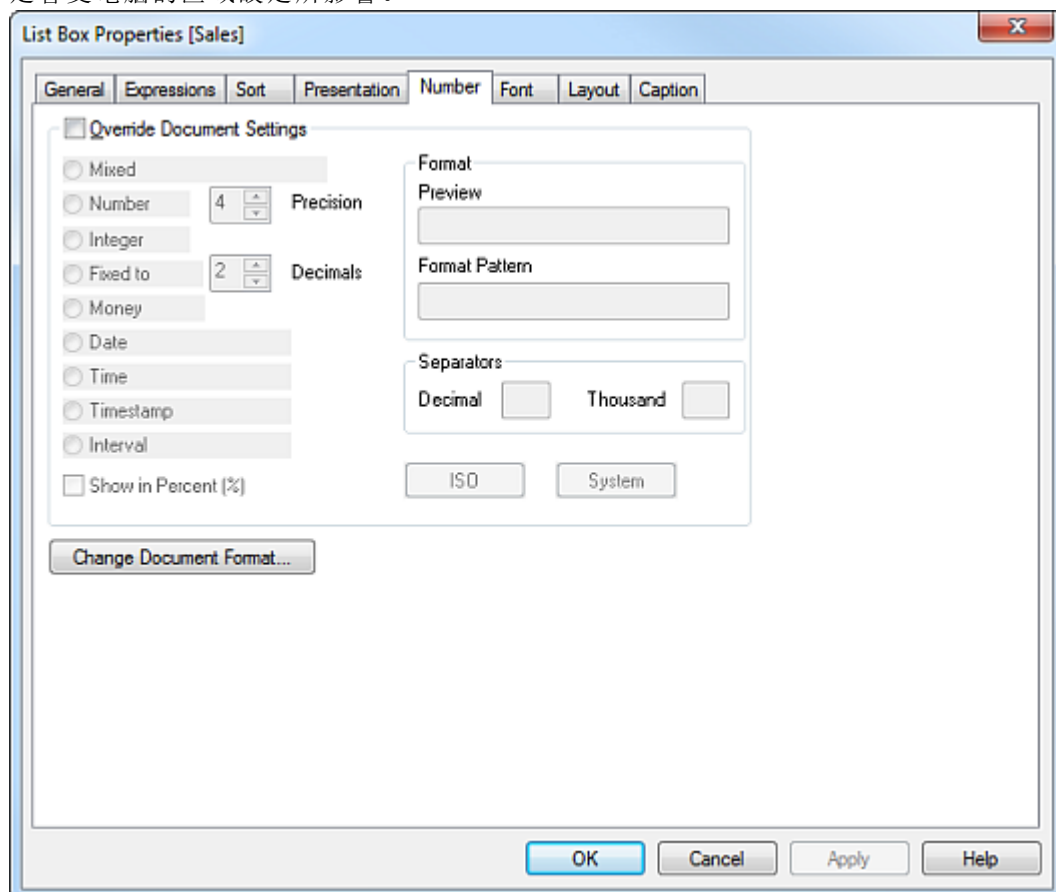 List Box Properties [Sales]
General Expressions Sort Presentation Number Font Layout Caption
Override Document Settings
Mixed
Number 4 Precision
Integer
Fixed to 2 Decimals
Money
Date
Time
Timestamp
Interval
Show in Percent (%)
Format
Preview
Format Pattern
Separators
Decimal Thousand
ISO System
Change Document Format...
OK Cancel Apply Help